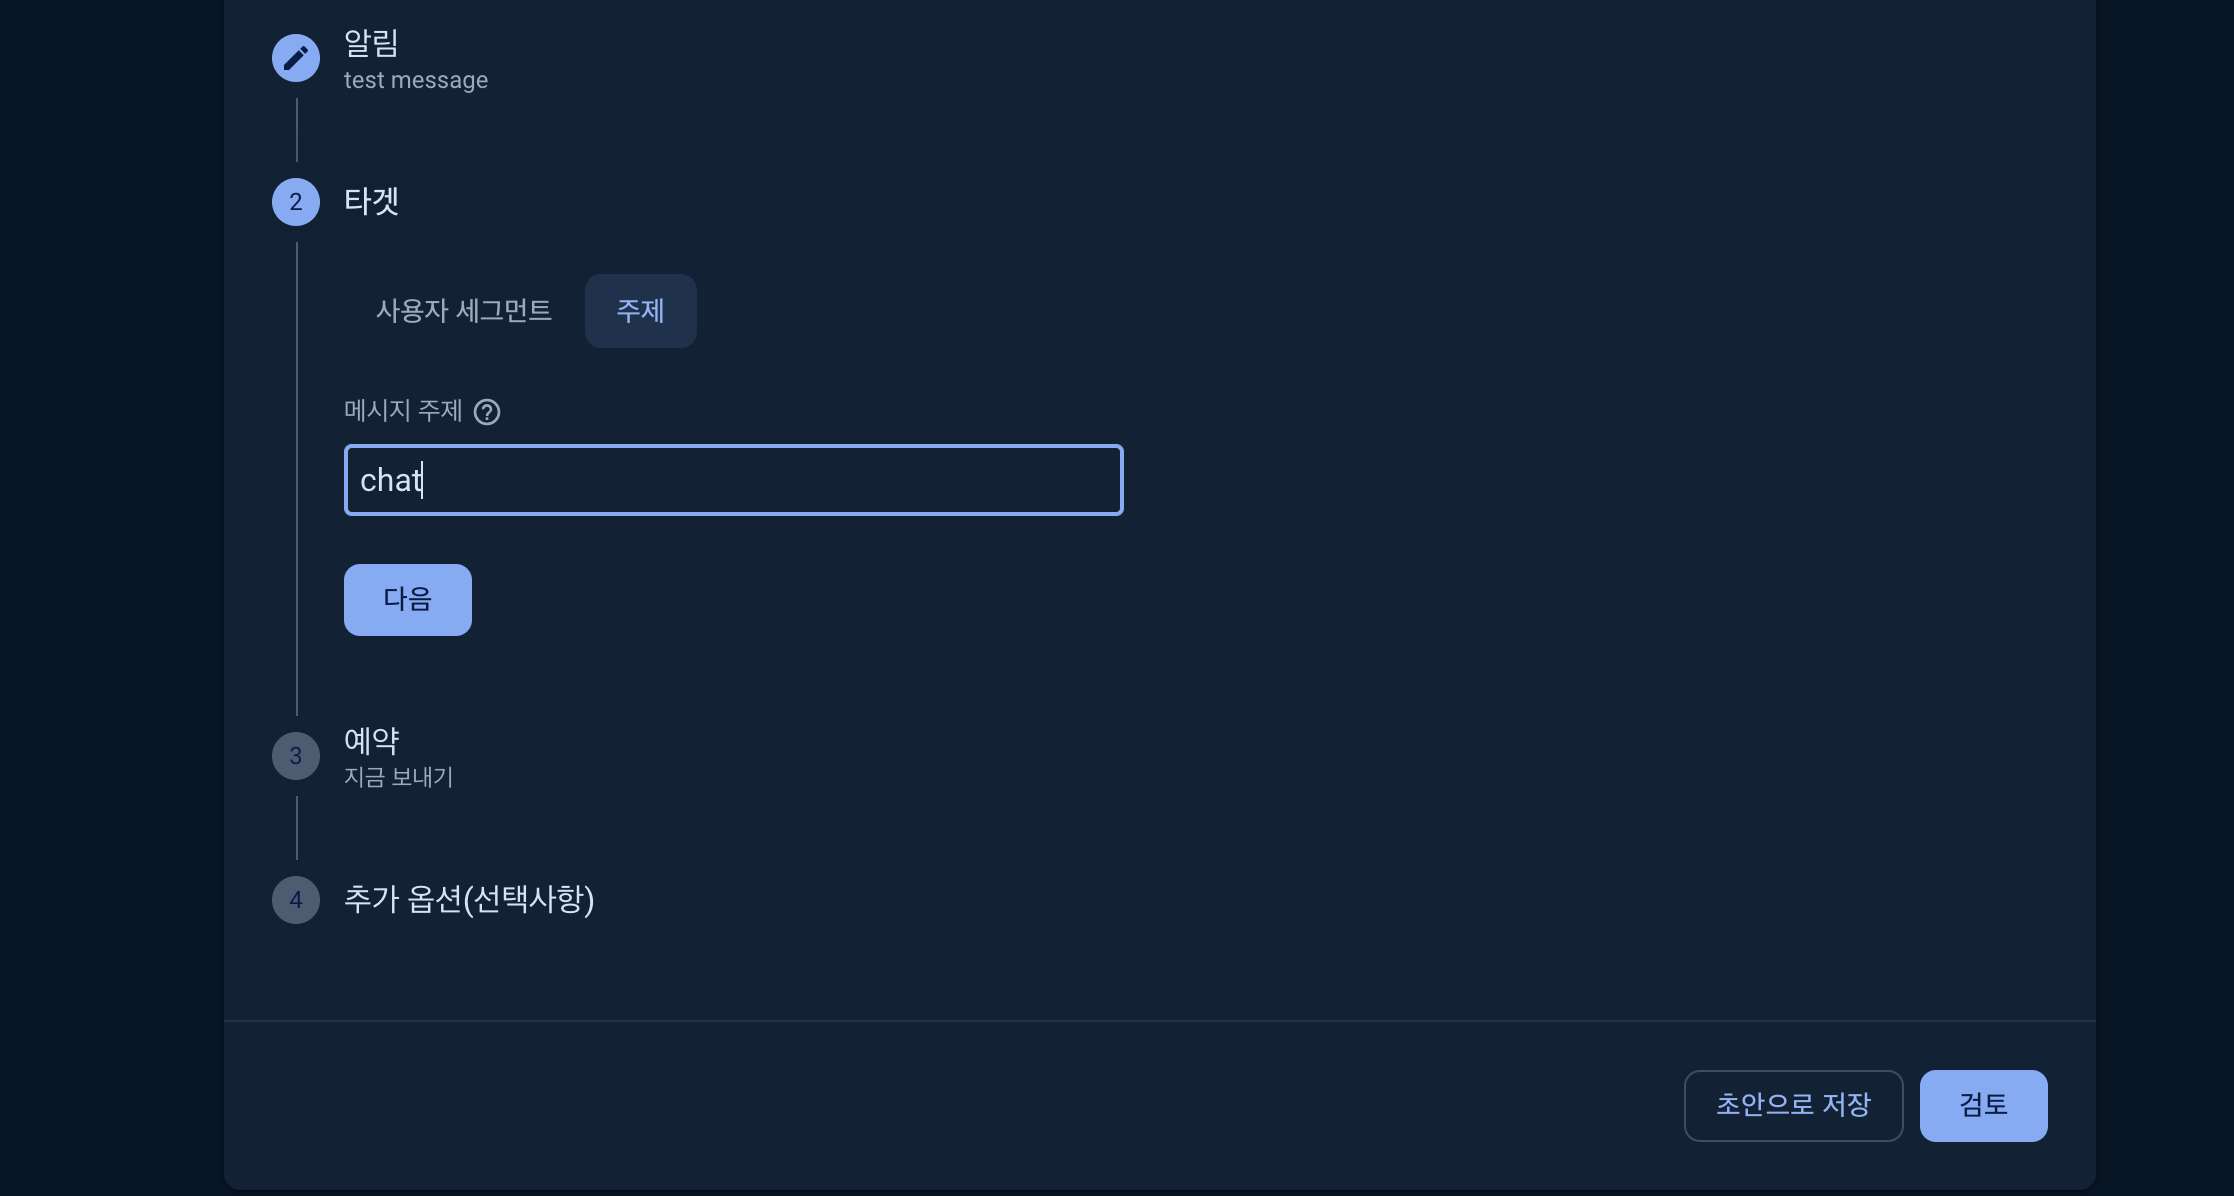 알림
test message
2 타겟
사용자 세그먼트 주제
메시지 주제
chat
다음
3 예약
지금 보내기
4 추가 옵션(선택사항)
초안으로 저장 검토